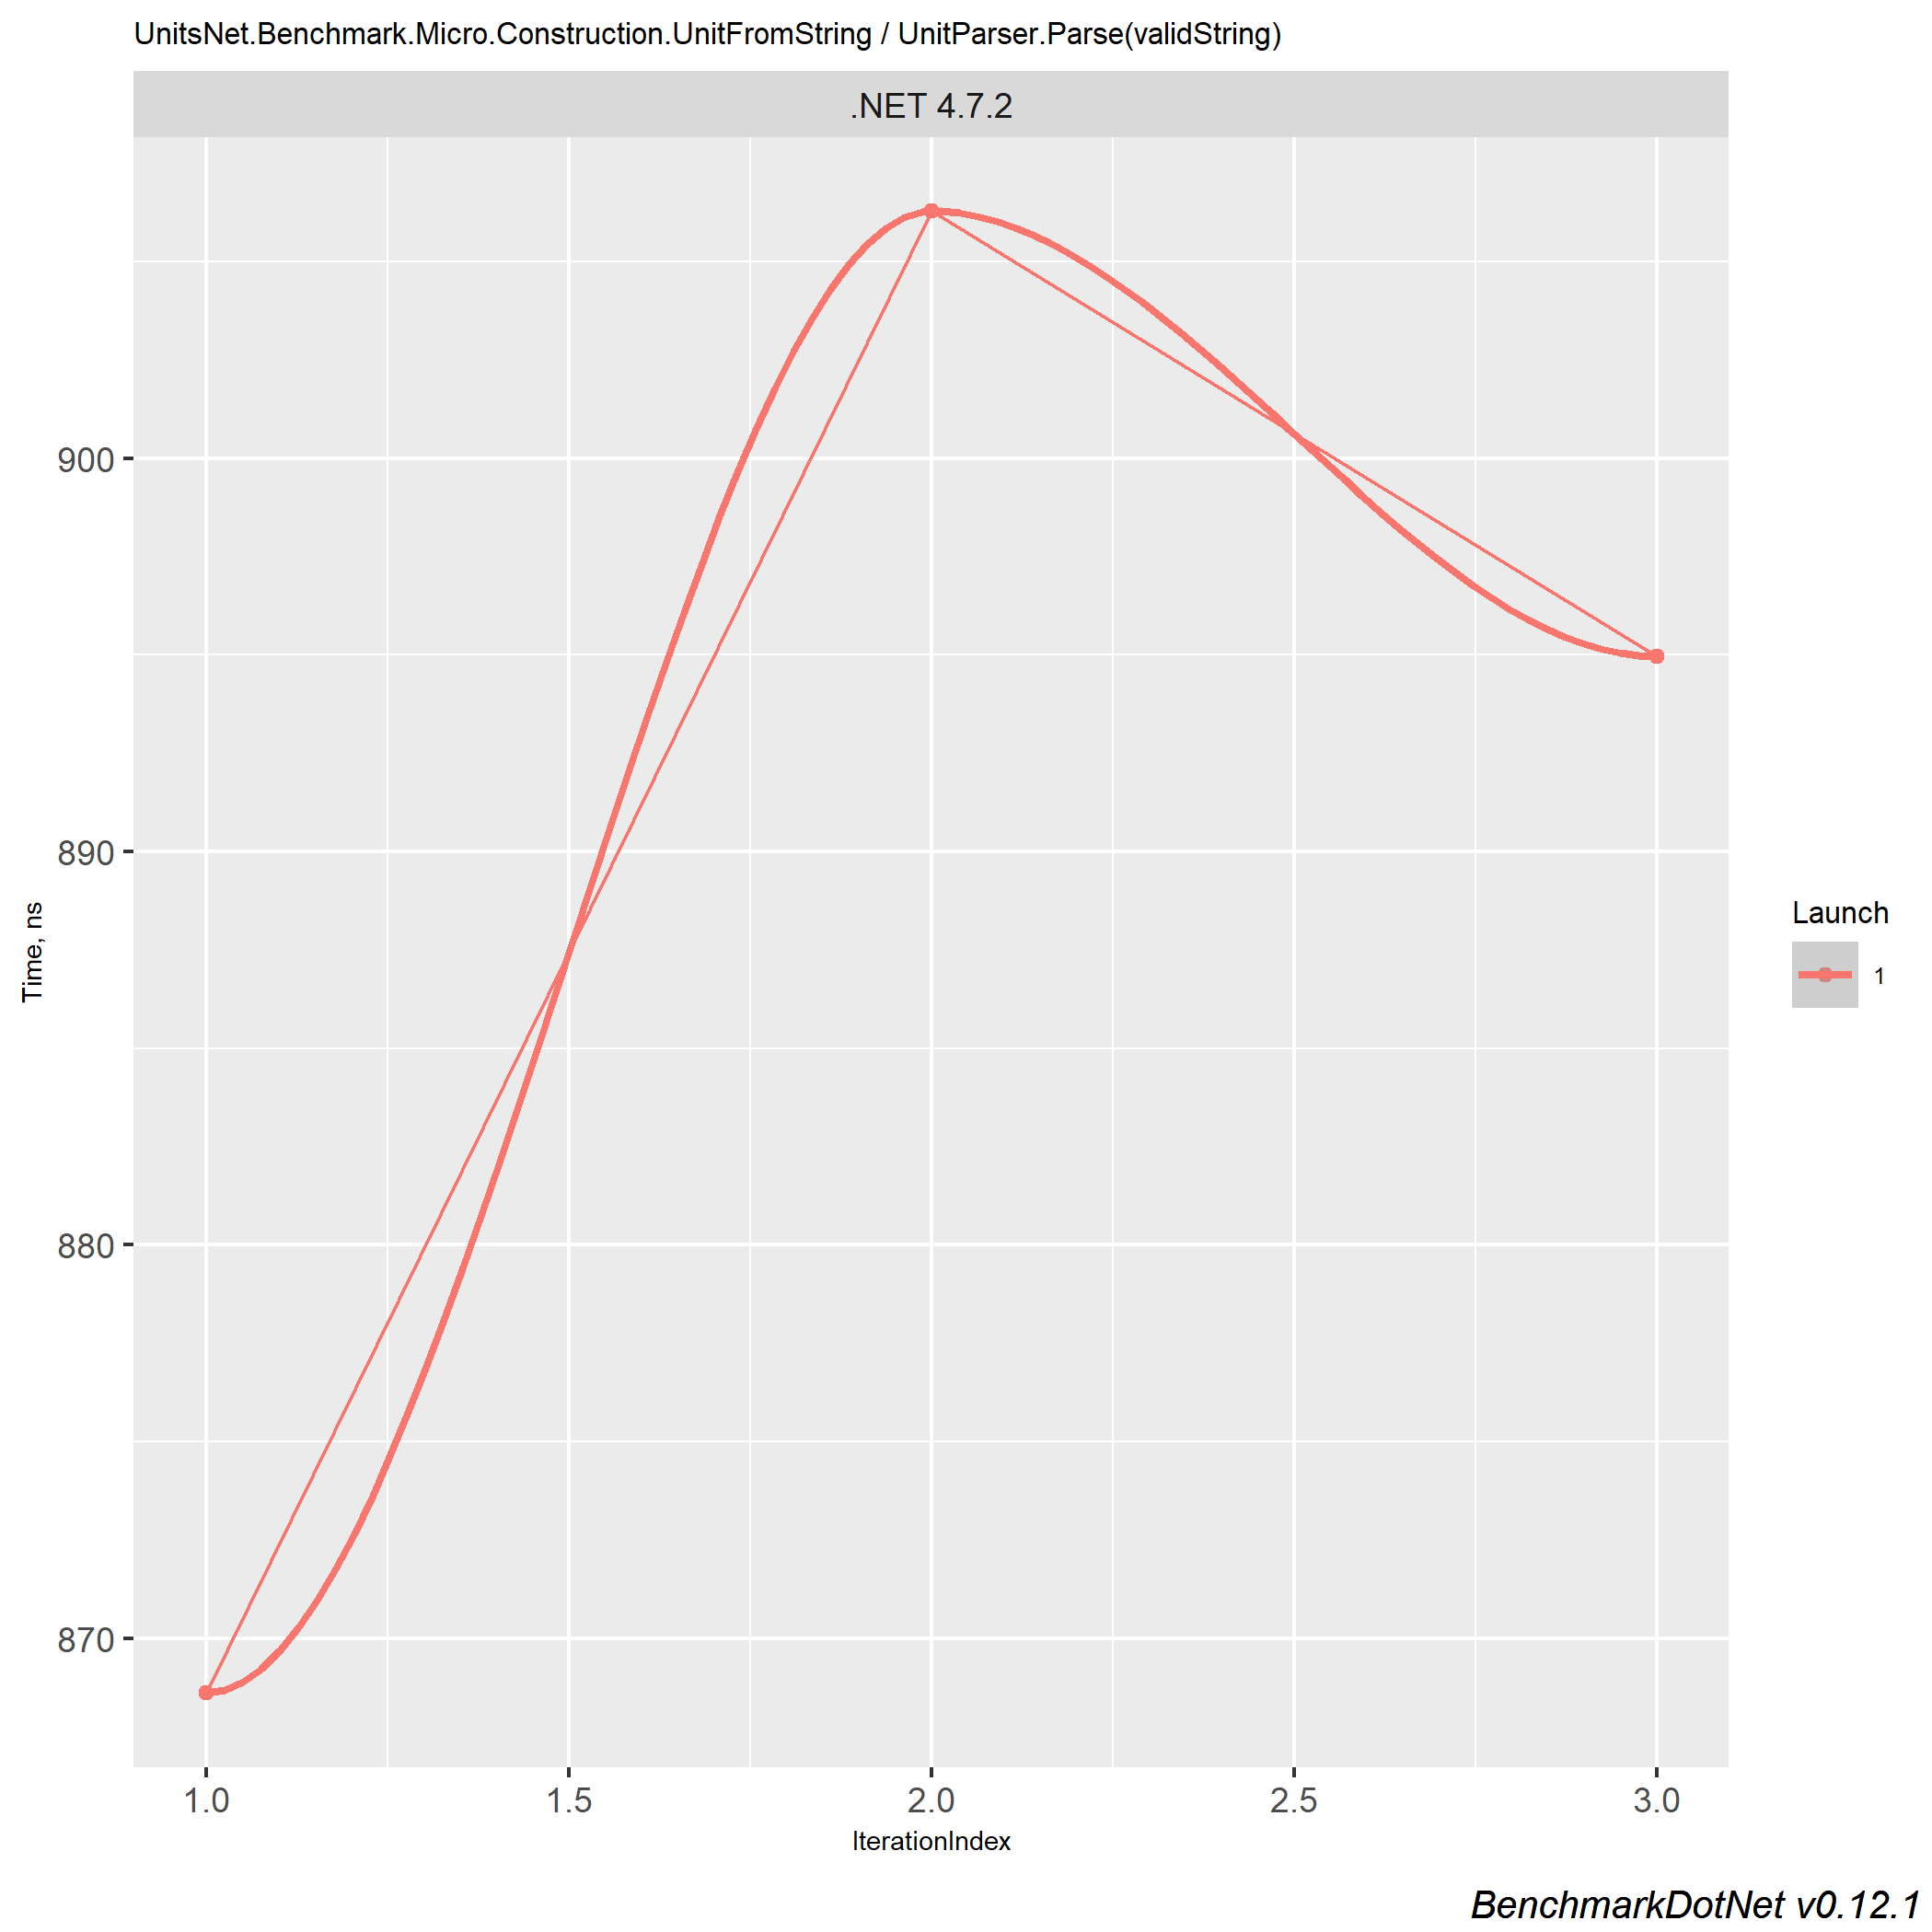 UnitsNet.Benchmark.Micro.Construction.UnitFromString / UnitParser.Parse(validString)
.NET 4.7.2
900
890
880
870
Time, ns
1.0 1.5 2.0 2.5 3.0
IterationIndex
Launch
1
BenchmarkDotNet v0.12.1